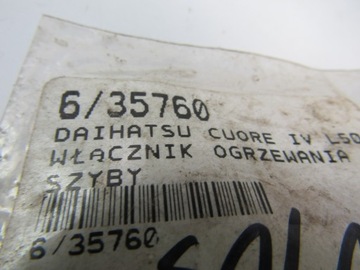 6/35760
DAIHATSU CUORE IV L50
WŁĄCZNIK OGRZEWANIA
SZYBY
6/35760